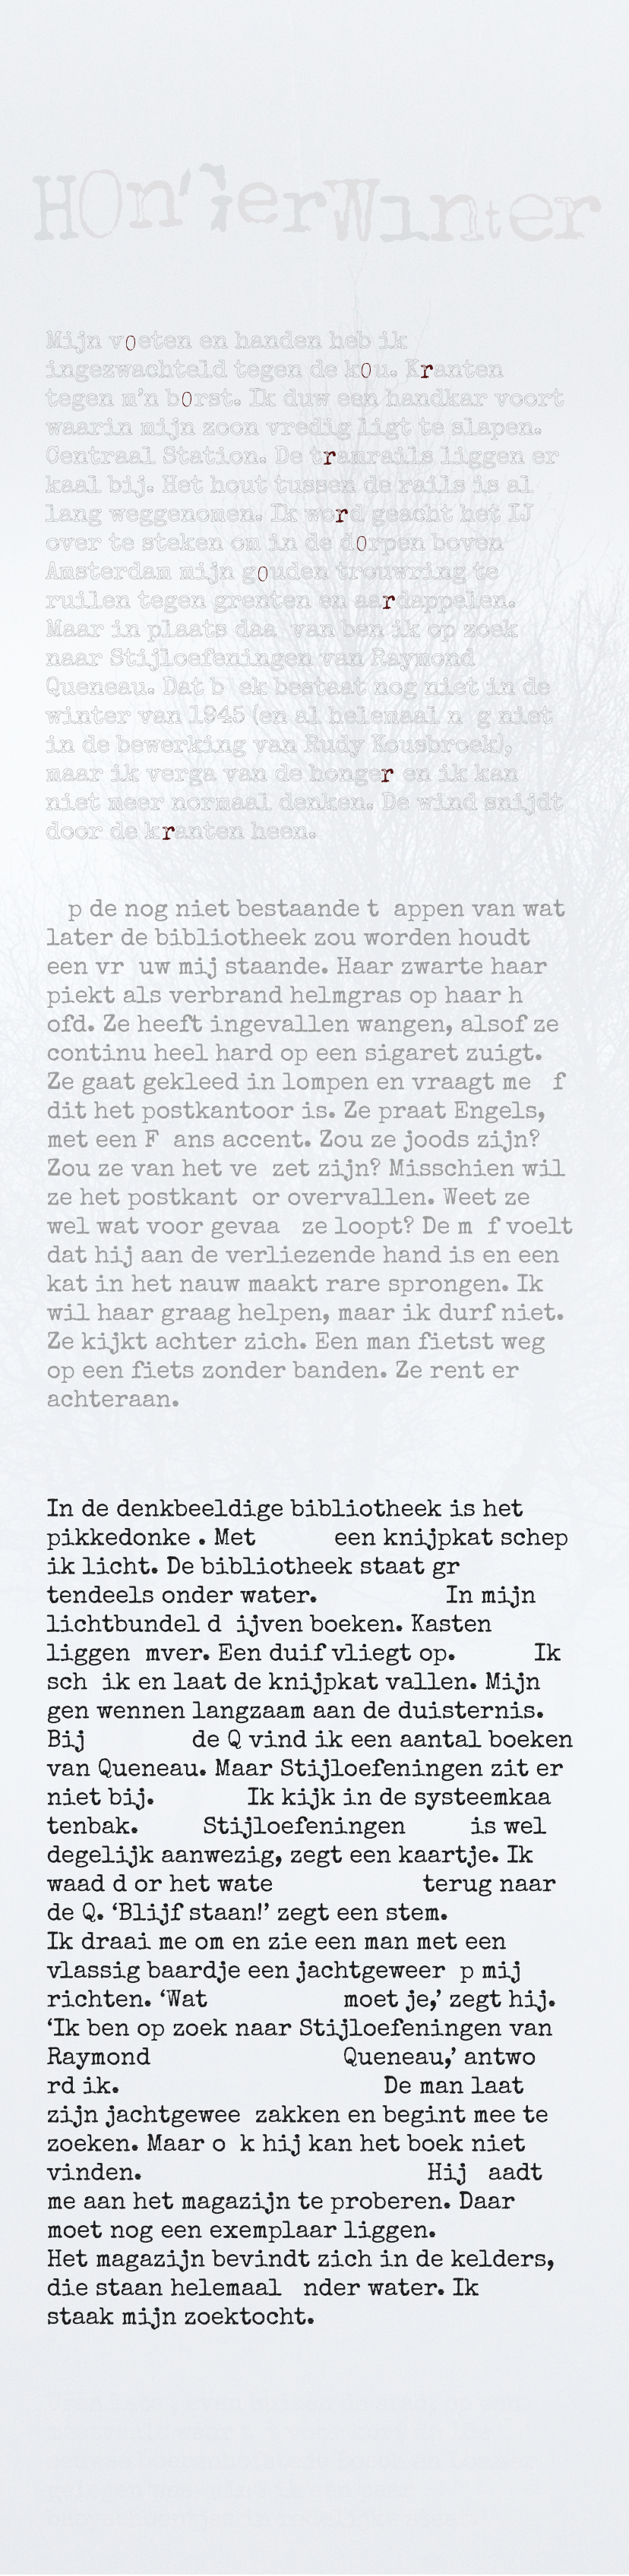 HOn'GerWinter
Mijn voeten en handen heb ik
ingezwachteld tegen de kou. Kranten
tegen m'n borst. Ik duw een handkar voort
waarin mijn zoon vredig ligt te slapen.
Centraal Station. De tramrails liggen er
kaal bij. Het hout tussen de rails is al
lang weggenomen. Ik word geacht het IJ
over te steken om in de dorpen boven
Amsterdam mijn gouden trouwring te
ruilen tegen grenten en aardappelen.
Maar in plaats daa  van ben ik op zoek
naar Stijloefeningen van Raymond
Queneau. Dat b  ek bestaat nog niet in de
winter van 1945 (en al helemaal n  g niet
in de bewerking van Rudy Kousbroek),
maar ik verga van de honger en ik kan
niet meer normaal denken. De wind snijdt
door de kranten heen.
p de nog niet bestaande t  appen van wat
later de bibliotheek zou worden houdt
een vr  uw mij staande. Haar zwarte haar
piekt als verbrand helmgras op haar h
ofd. Ze heeft ingevallen wangen, alsof ze
continu heel hard op een sigaret zuigt.
Ze gaat gekleed in lompen en vraagt me   f
dit het postkantoor is. Ze praat Engels,
met een F  ans accent. Zou ze joods zijn?
Zou ze van het ve  zet zijn? Misschien wil
ze het postkant  or overvallen. Weet ze
wel wat voor gevaa   ze loopt? De m  f voelt
dat hij aan de verliezende hand is en een
kat in het nauw maakt rare sprongen. Ik
wil haar graag helpen, maar ik durf niet.
Ze kijkt achter zich. Een man fietst weg
op een fiets zonder banden. Ze rent er
achteraan.
In de denkbeeldige bibliotheek is het
pikkedonke . Met           een knijpkat schep
ik licht. De bibliotheek staat gr
tendeels onder water.                  In mijn
lichtbundel d  ijven boeken. Kasten
liggen  mver. Een duif vliegt op.           Ik
sch  ik en laat de knijpkat vallen. Mijn
gen wennen langzaam aan de duisternis.
Bij               de Q vind ik een aantal boeken
van Queneau. Maar Stijloefeningen zit er
niet bij.             Ik kijk in de systeemkaa
tenbak.         Stijloefeningen         is wel
degelijk aanwezig, zegt een kaartje. Ik
waad d or het wate                     terug naar
de Q. ‘Blijf staan!’ zegt een stem.
Ik draai me om en zie een man met een
vlassig baardje een jachtgeweer  p mij
richten. ‘Wat                   moet je,’ zegt hij.
‘Ik ben op zoek naar Stijloefeningen van
Raymond                           Queneau,’ antwo
rd ik.                                     De man laat
zijn jachtgewee  zakken en begint mee te
zoeken. Maar o  k hij kan het boek niet
vinden.                                        Hij   aadt
me aan het magazijn te proberen. Daar
moet nog een exemplaar liggen.
Het magazijn bevindt zich in de kelders,
die staan helemaal   nder water. Ik
staak mijn zoektocht.